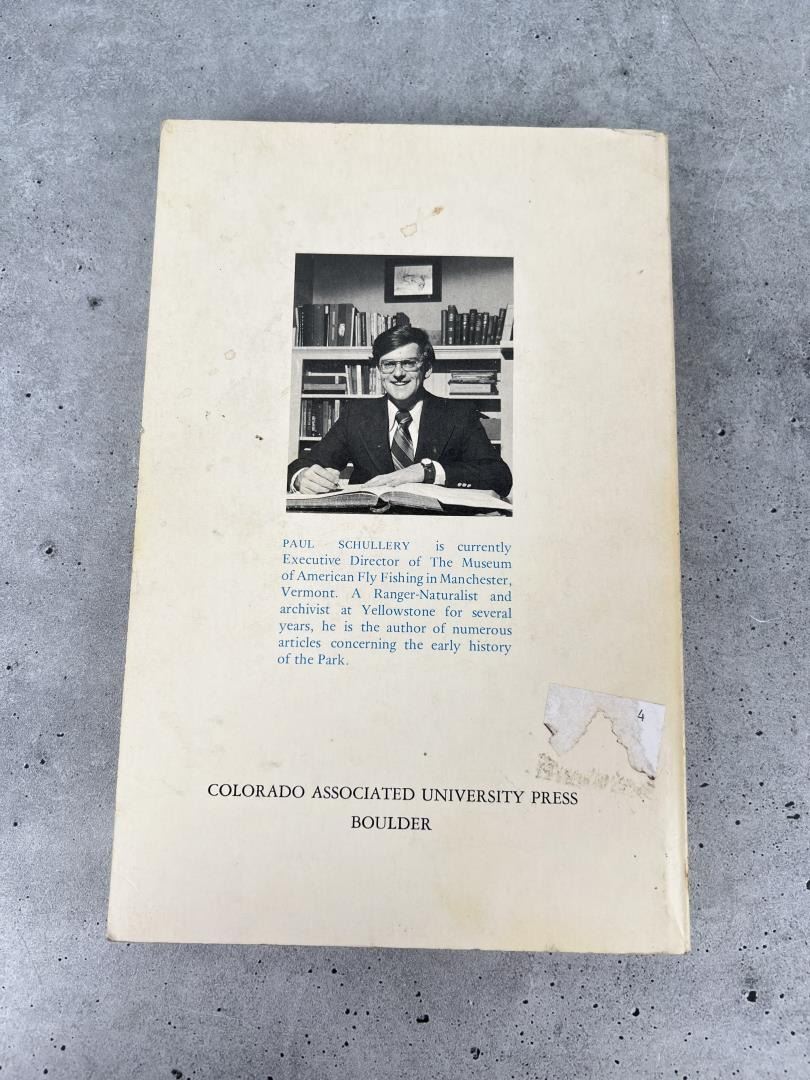 PAUL SCHULLERY is currently
Executive Director of The Museum
of American Fly Fishing in Manchester,
Vermont. A Ranger-Naturalist and
archivist at Yellowstone for several
years, he is the author of numerous
articles concerning the early history
of the Park.
4
COLORADO ASSOCIATED UNIVERSITY PRESS
BOULDER